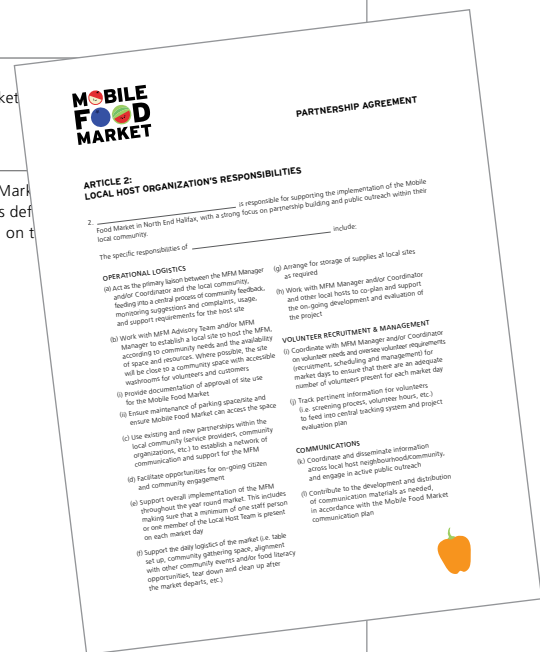 ket
Mark
s def
on t
MOBILE
FOOD
MARKET
PARTNERSHIP AGREEMENT
ARTICLE 2:
LOCAL HOST ORGANIZATION'S RESPONSIBILITIES
2. ____________________ is responsible for supporting the implementation of the Mobile
Food Market in North End Halifax, with a strong focus on partnership building and public outreach within their
local community.
The specific responsibilities of ____________________ include:
OPERATIONAL LOGISTICS
(a) Act as the primary liaison between the MFM Manager
and/or Coordinator and the local community,
feeding into a central process of community feedback,
monitoring suggestions and complaints, usage,
and support requirements for the host site
(b) Work with MFM Advisory Team and/or MFM
Manager to establish a local site to host the MFM,
according to community needs and the availability
of space and resources. Where possible, the site
will be close to a community space with accessible
washrooms for volunteers and customers
(i) Provide documentation of approval of site use
for the Mobile Food Market
(ii) Ensure maintenance of parking space/site and
ensure Mobile Food Market can access the space
(c) Use existing and new partnerships within the
local community (service providers, community
organizations, etc.) to establish a network of
communication and support for the MFM
(d) Facilitate opportunities for on-going citizen
and community engagement
(e) Support overall implementation of the MFM
throughout the year round market. This includes
making sure that a minimum of one staff person
or one member of the Local Host Team is present
on each market day
(f) Support the daily logistics of the market (i.e. table
set up, community gathering space, alignment
with other community events and/or food literacy
opportunities, tear down and clean up after
the market departs, etc.)
(g) Arrange for storage of supplies at local sites
as required
(h) Work with MFM Manager and/or Coordinator
and other local hosts to co-plan and support
the on-going development and evaluation of
the project
VOLUNTEER RECRUITMENT & MANAGEMENT
(i) Coordinate with MFM Manager and/or Coordinator
on volunteer needs and oversee volunteer requirements
(recruitment, scheduling and management) for
market days to ensure that there are an adequate
number of volunteers present for each market day
(j) Track pertinent information for volunteers
(i.e. screening process, volunteer hours, etc.)
to feed into central tracking system and project
evaluation plan
COMMUNICATIONS
(k) Coordinate and disseminate information
across local host neighbourhood/community,
and engage in active public outreach
(l) Contribute to the development and distribution
of communication materials as needed,
in accordance with the Mobile Food Market
communication plan